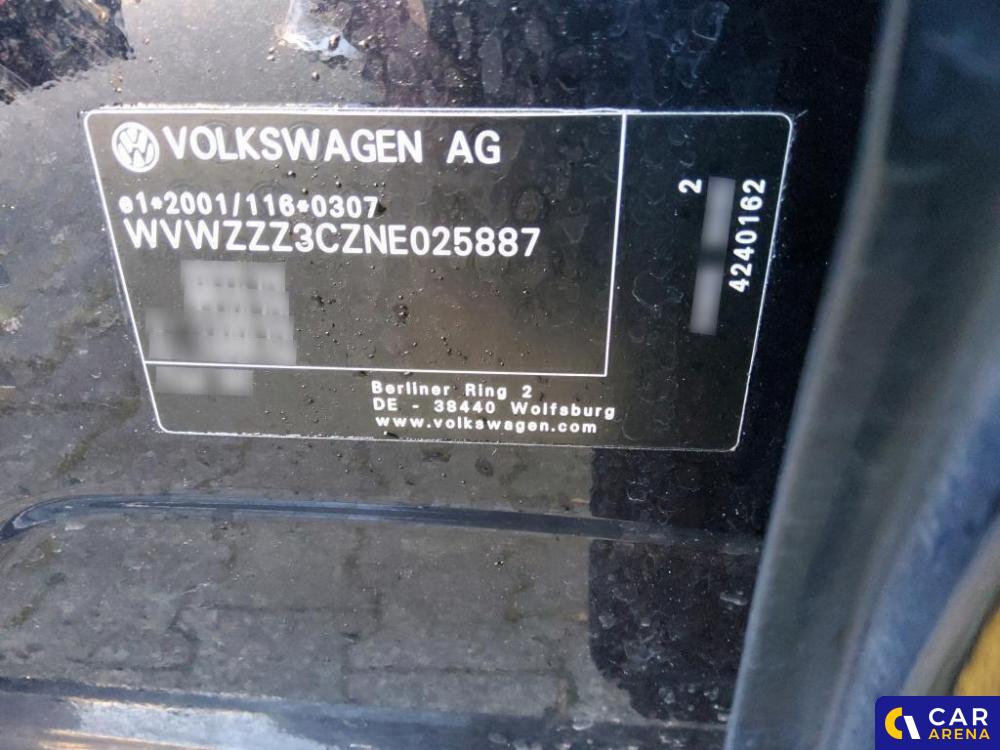 VOLKSWAGEN AG
e1*2001/116*0307
WVWZZZ3CZNE025887
Berliner Ring 2
DE - 38440 Wolfsburg
www.volkswagen.com
2
4240162
CAR
ARENA